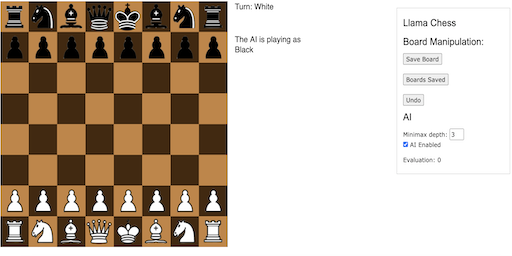 Turn: White
The AI is playing as
Black
Llama Chess
Board Manipulation:
Save Board
Boards Saved
Undo
AI
Minimax depth: 3
AI Enabled
Evaluation: 0